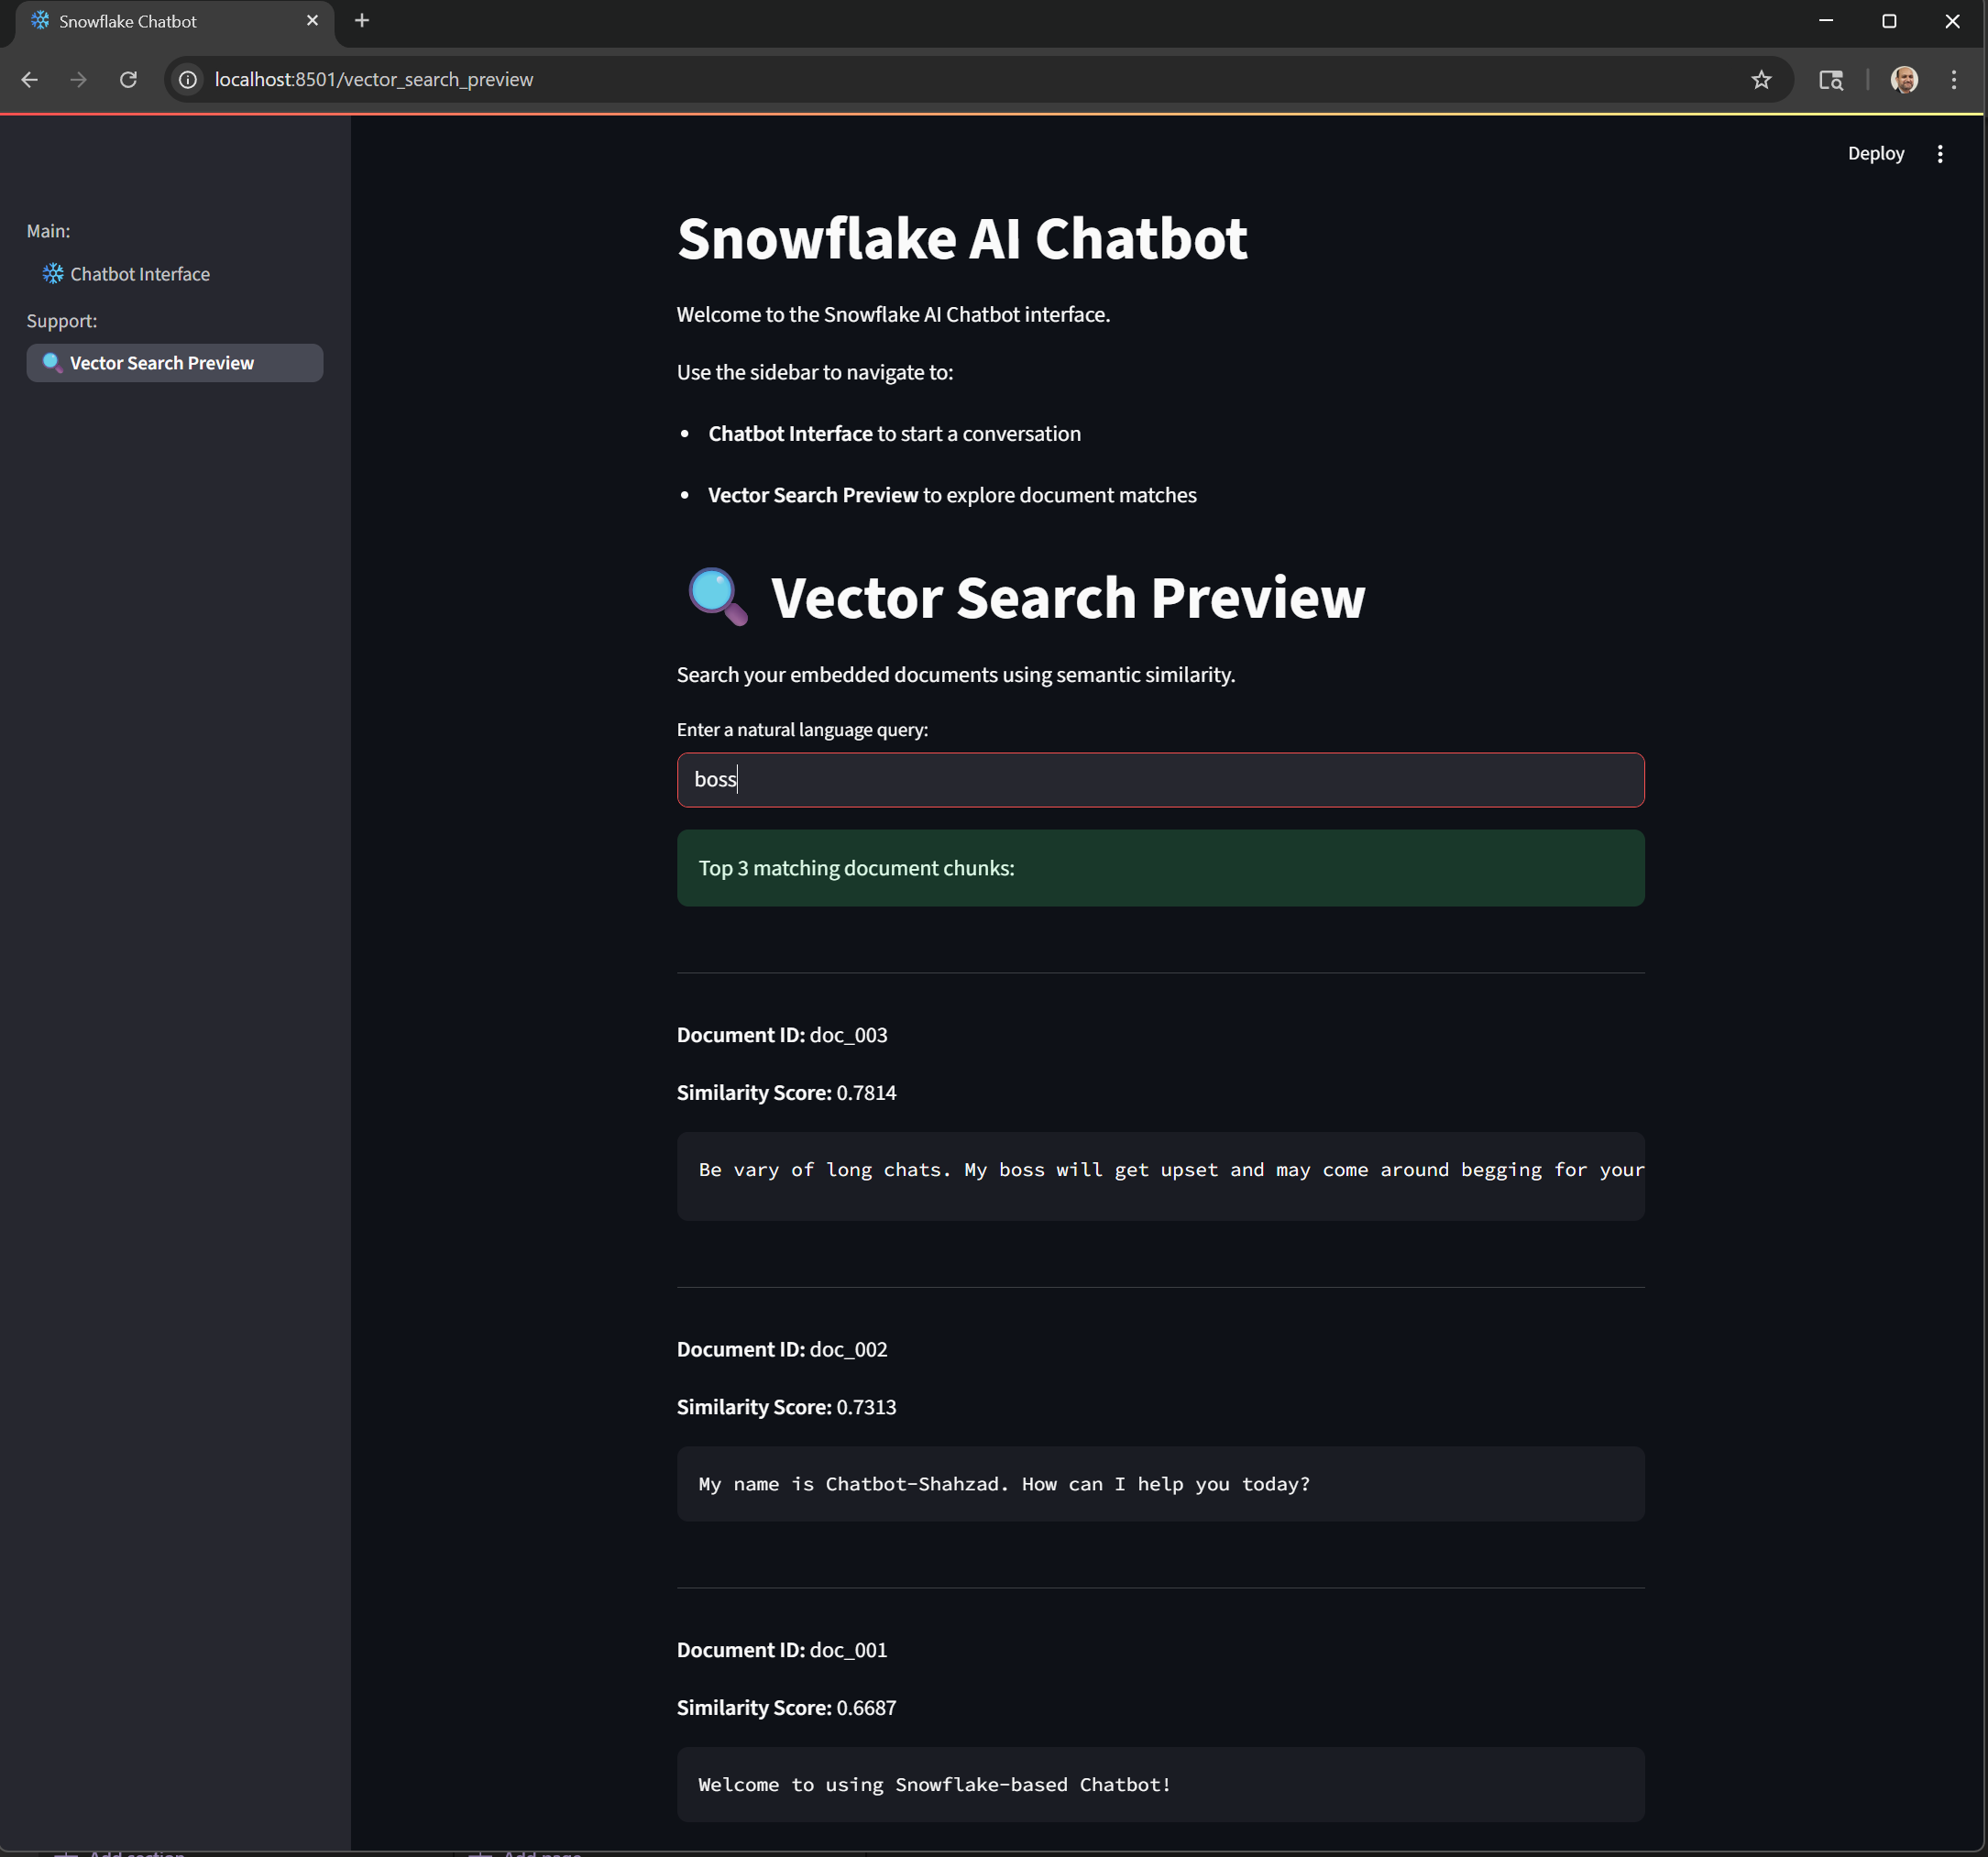 Snowflake Chatbot
localhost:8501/vector_search_preview
Deploy
Main:
Chatbot Interface
Support:
Vector Search Preview
Snowflake AI Chatbot
Welcome to the Snowflake AI Chatbot interface.
Use the sidebar to navigate to:
• Chatbot Interface to start a conversation
• Vector Search Preview to explore document matches
Vector Search Preview
Search your embedded documents using semantic similarity.
Enter a natural language query:
boss
Top 3 matching document chunks:
Document ID: doc_003
Similarity Score: 0.7814
Be vary of long chats. My boss will get upset and may come around begging for your
Document ID: doc_002
Similarity Score: 0.7313
My name is Chatbot-Shahzad. How can I help you today?
Document ID: doc_001
Similarity Score: 0.6687
Welcome to using Snowflake-based Chatbot!
Add section
Add page